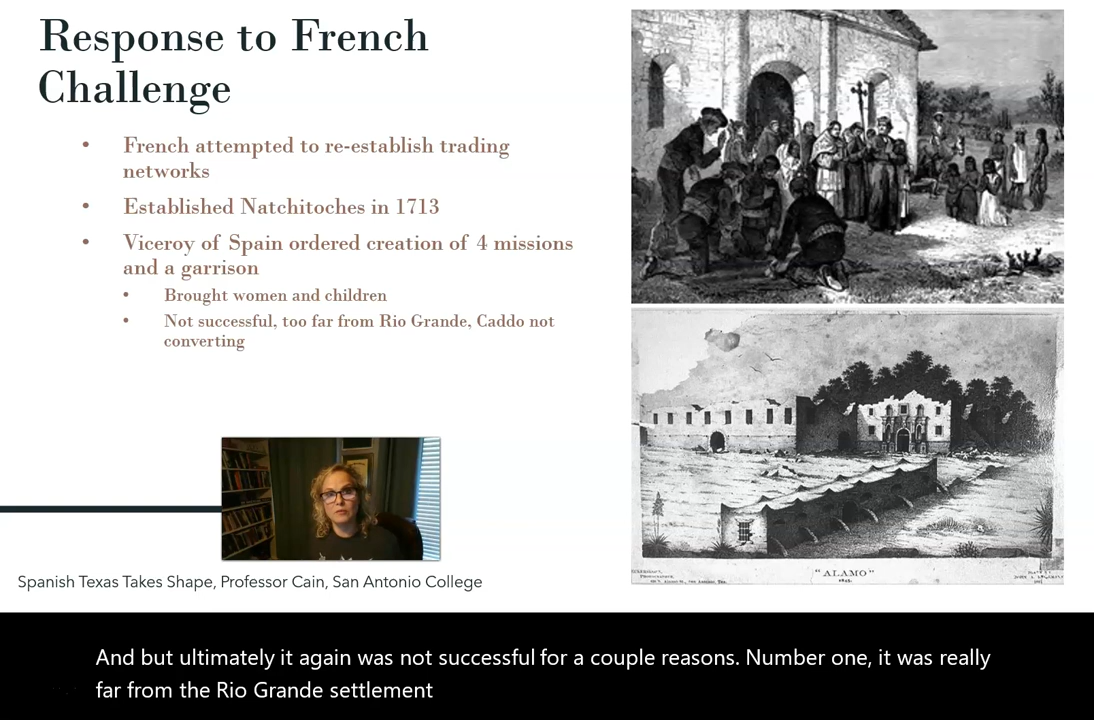 Response to French
Challenge
• French attempted to re-establish trading
networks
• Established Natchitoches in 1713
• Viceroy of Spain ordered creation of 4 missions
and a garrison
• Brought women and children
• Not successful, too far from Rio Grande, Caddo not
converting
"ALAMO"
Spanish Texas Takes Shape, Professor Cain, San Antonio College
And but ultimately it again was not successful for a couple reasons. Number one, it was really
far from the Rio Grande settlement